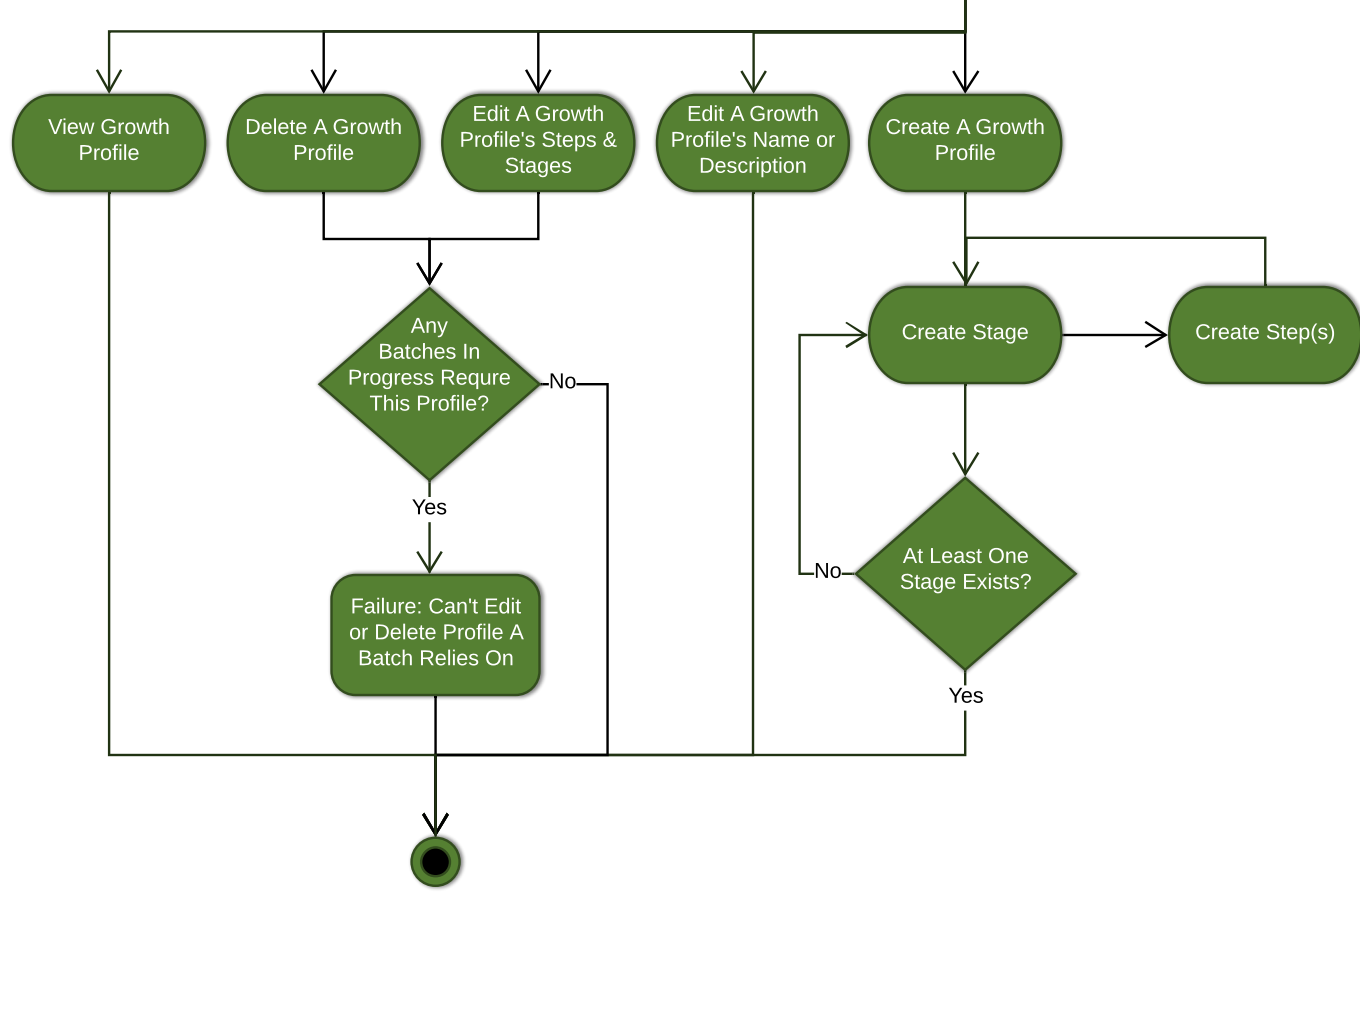 View Growth
Profile
Delete A Growth
Profile
Edit A Growth
Profile's Steps &
Stages
Edit A Growth
Profile's Name or
Description
Create A Growth
Profile
Any
Batches In
Progress Requre
This Profile?
No
Yes
Failure: Can't Edit
or Delete Profile A
Batch Relies On
Create Stage
Create Step(s)
At Least One
Stage Exists?
No
Yes